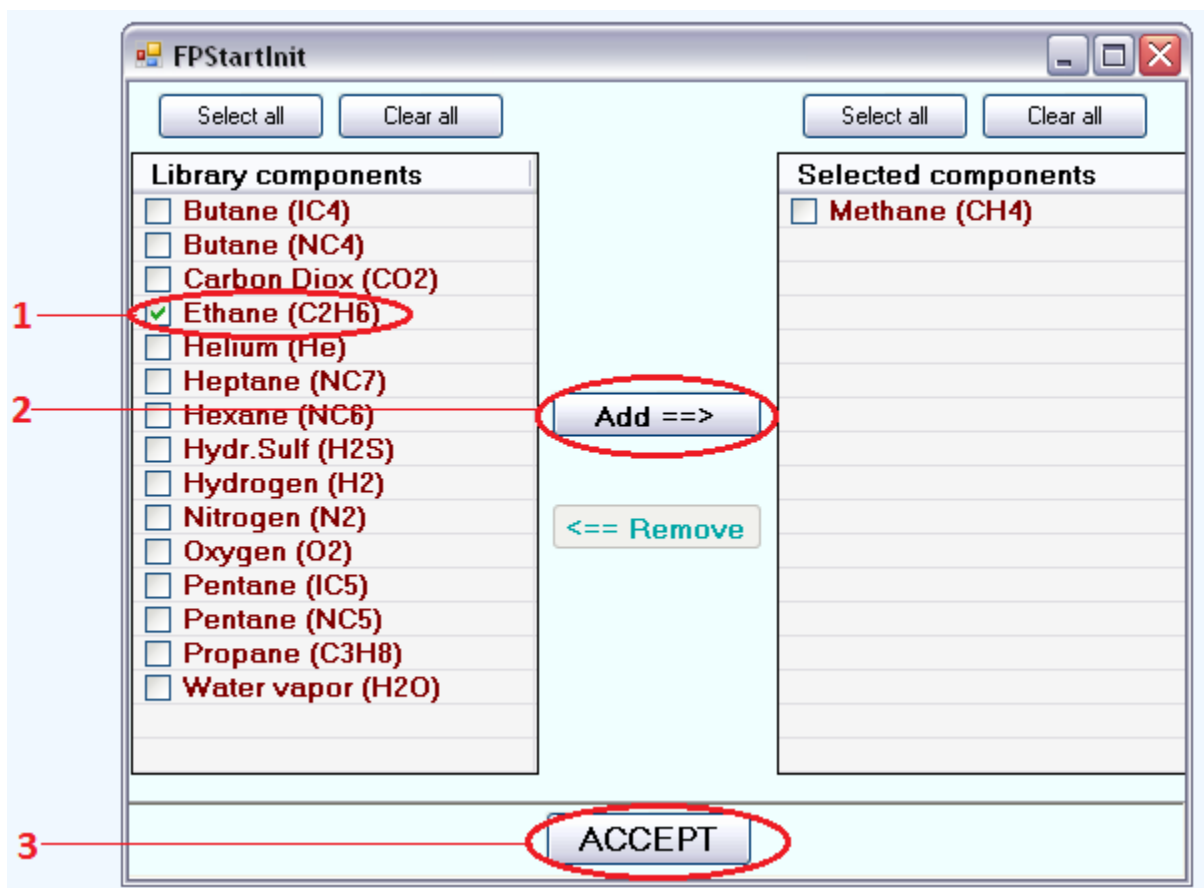 FPStartInit
Select all Clear all Select all Clear all
Library components Selected components
Butane (IC4) Methane (CH4)
Butane (NC4)
Carbon Diox (CO2)
1 Ethane (C2H6)
Helium (He)
Heptane (NC7)
2 Hexane (NC6) Add ==>
Hydr.Sulf (H2S)
Hydrogen (H2)
Nitrogen (N2) <== Remove
Oxygen (O2)
Pentane (IC5)
Pentane (NC5)
Propane (C3H8)
Water vapor (H2O)
3 ACCEPT